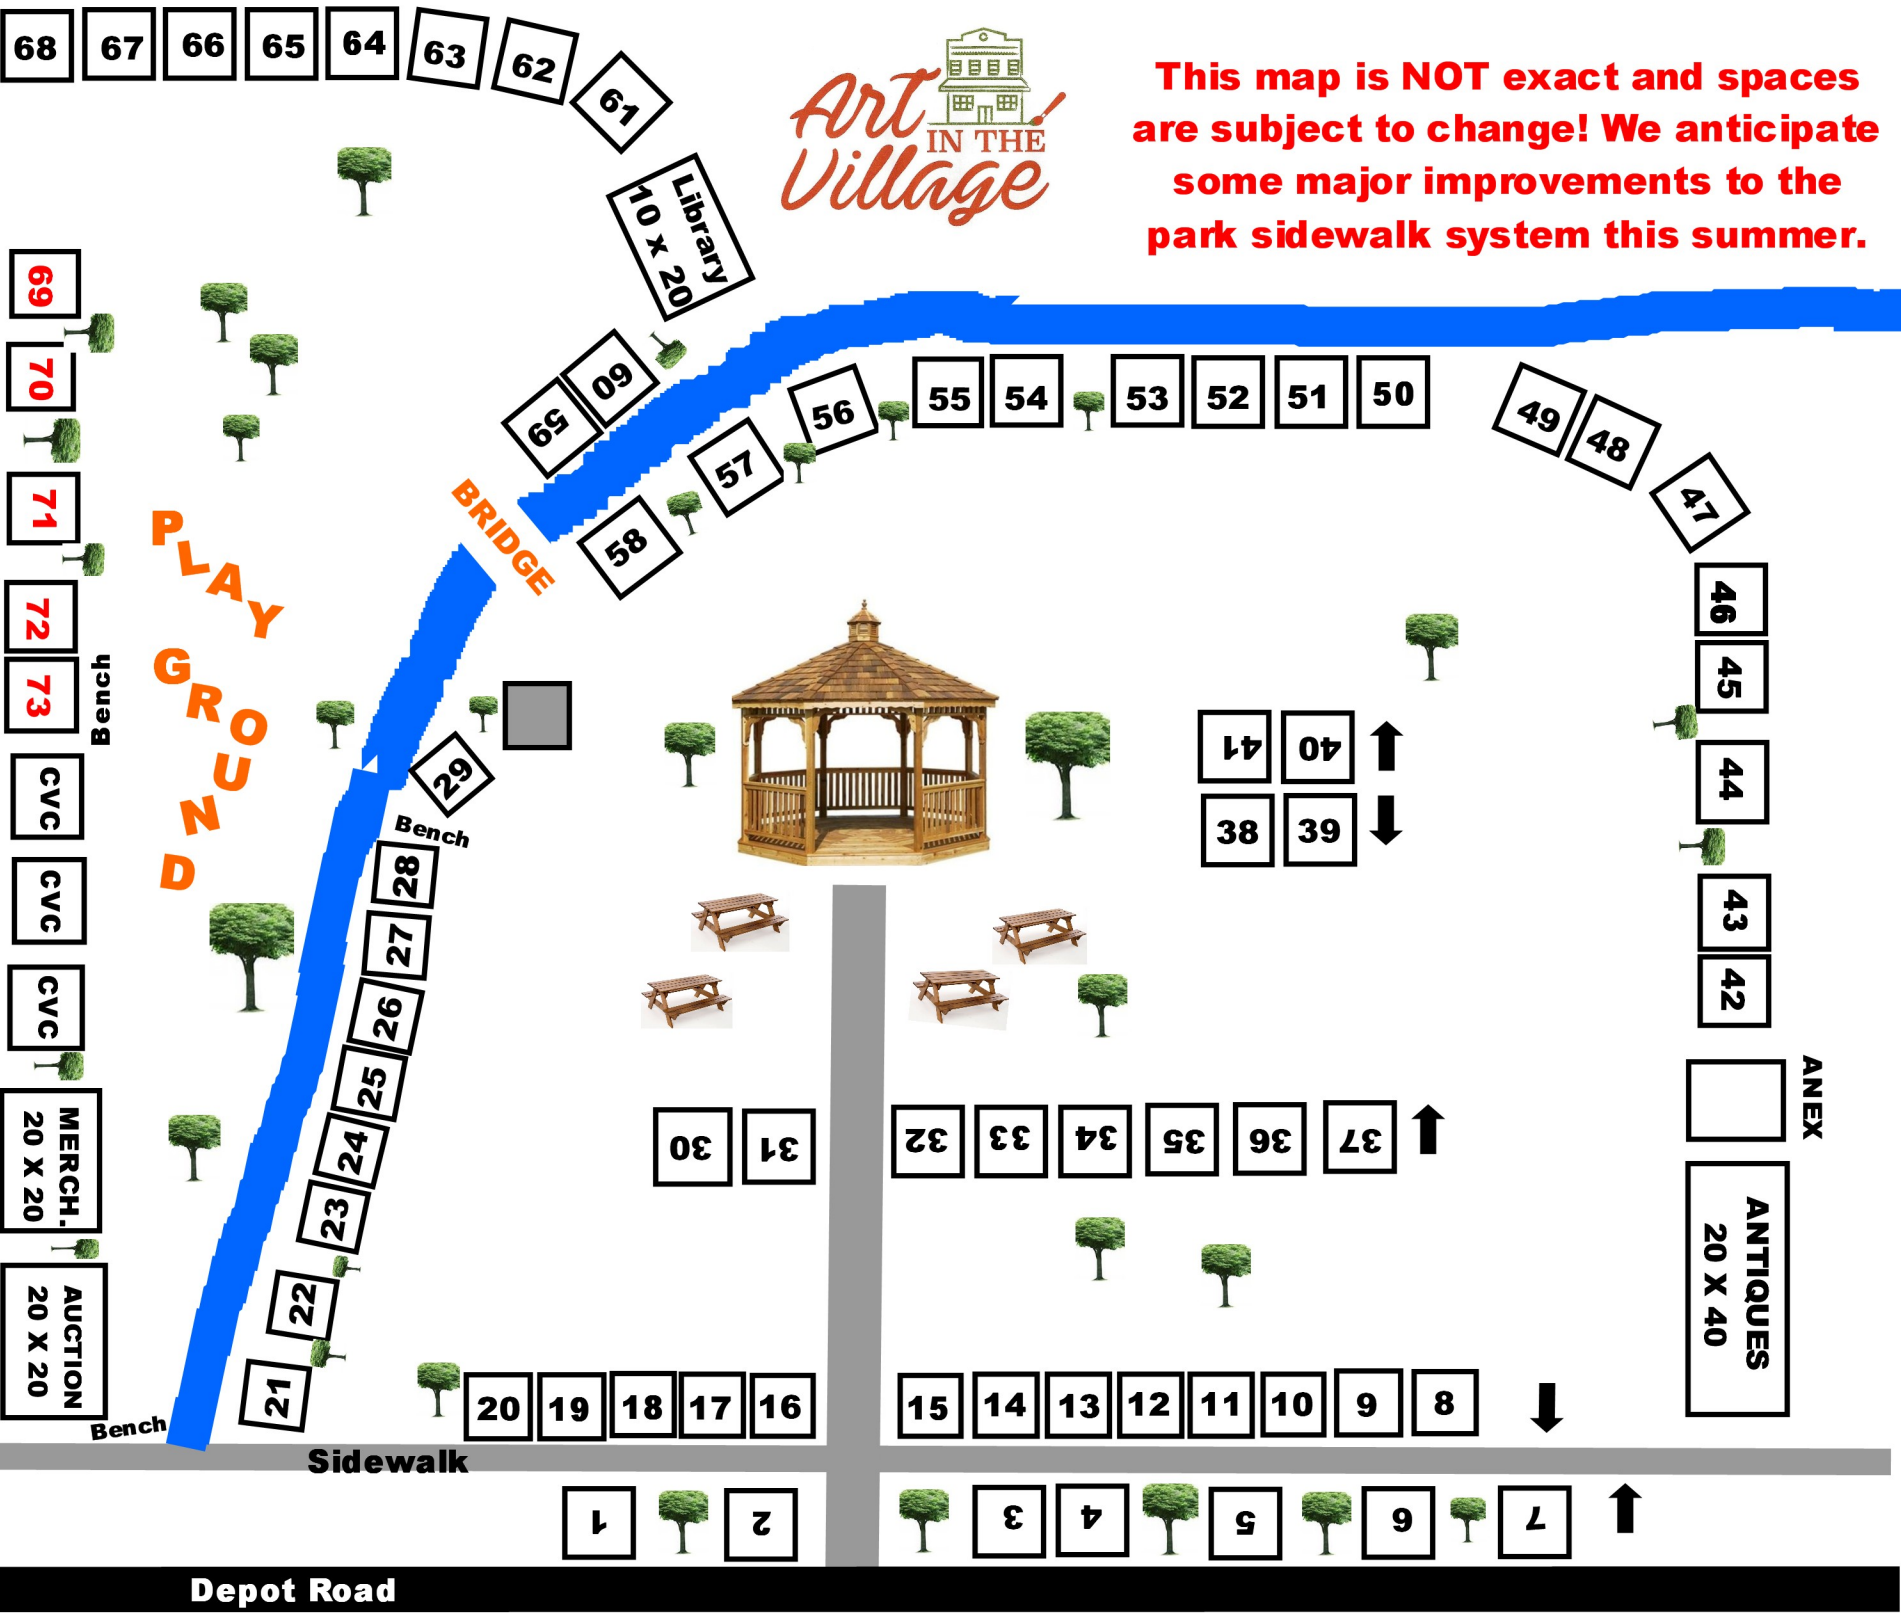 68 67 66 65 64 63 62 61
Art
IN THE
Village
This map is NOT exact and spaces
are subject to change! We anticipate
some major improvements to the
park sidewalk system this summer.
Library
10 x 20
69
70
71
72
73
Bench
CVC
CVC
CVC
MERCH.
20 X 20
AUCTION
20 X 20
Bench
PLAY
GROUND
BRIDGE
59 60
58 57 56 55 54 53 52 51 50 49 48 47
46
45
44
43
42
ANEX
ANTIQUES
20 X 40
41 40
38 39
29
Bench
28
27
26
25
24
23
22
21
30 31 32 33 34 35 36 37
20 19 18 17 16 15 14 13 12 11 10 9 8
Sidewalk
1 2 3 4 5 6 7
Depot Road